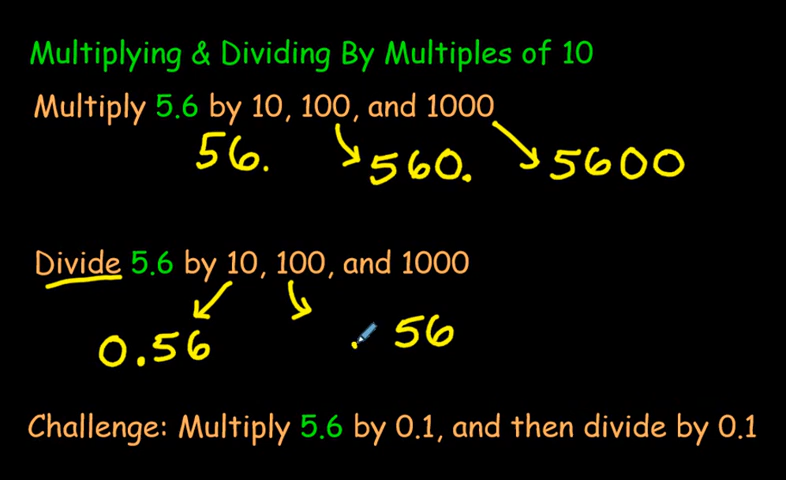 Multiplying & Dividing By Multiples of 10
Multiply 5.6 by 10, 100, and 1000
56. 560. 5600
Divide 5.6 by 10, 100, and 1000
0.56 . 56
Challenge: Multiply 5.6 by 0.1, and then divide by 0.1